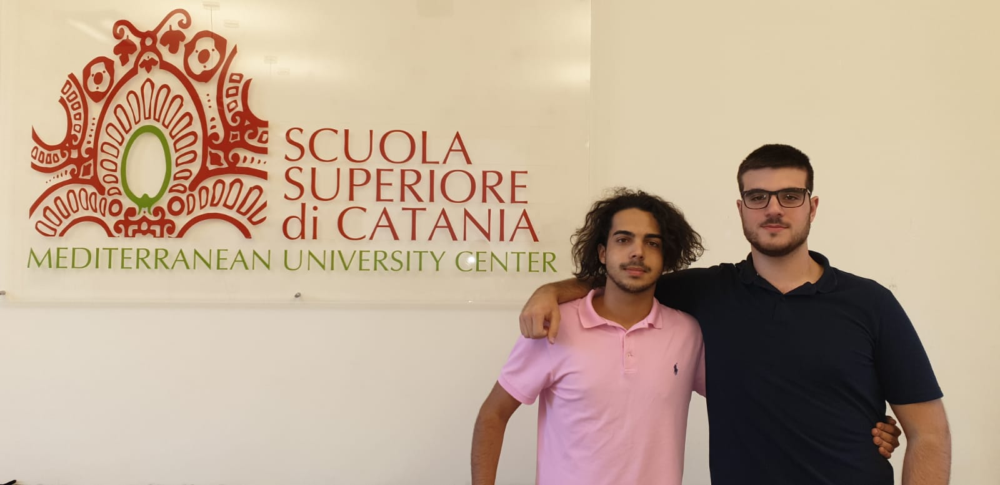 SCUOLA
SUPERIORE
di CATANIA
MEDITERRANEAN UNIVERSITY CENTER